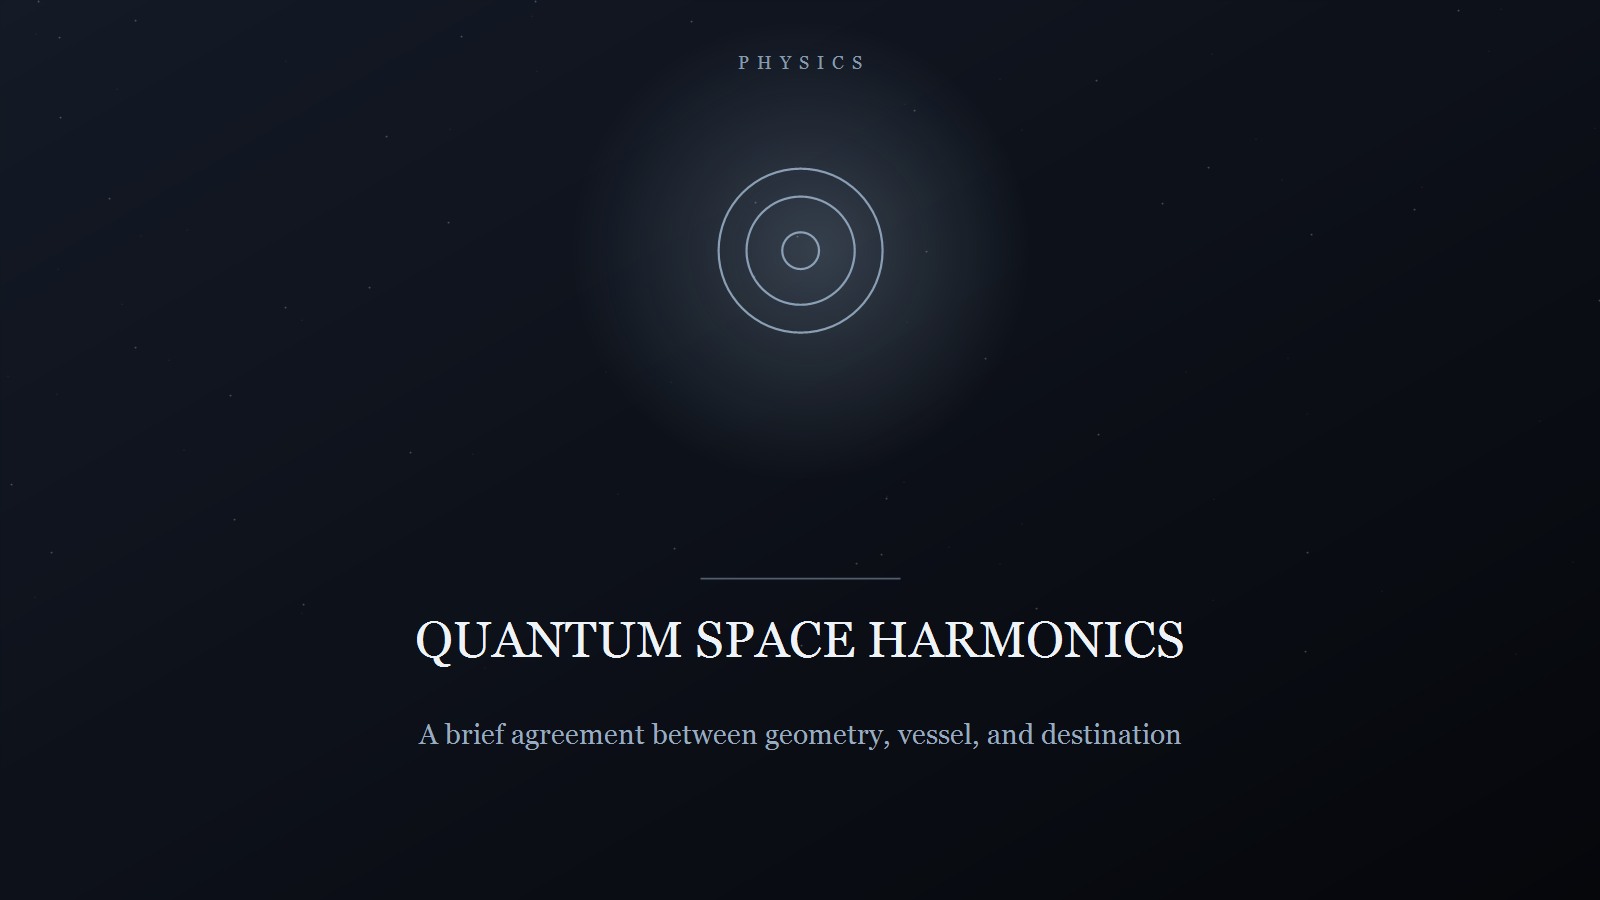 PHYSICS
QUANTUM SPACE HARMONICS
A brief agreement between geometry, vessel, and destination